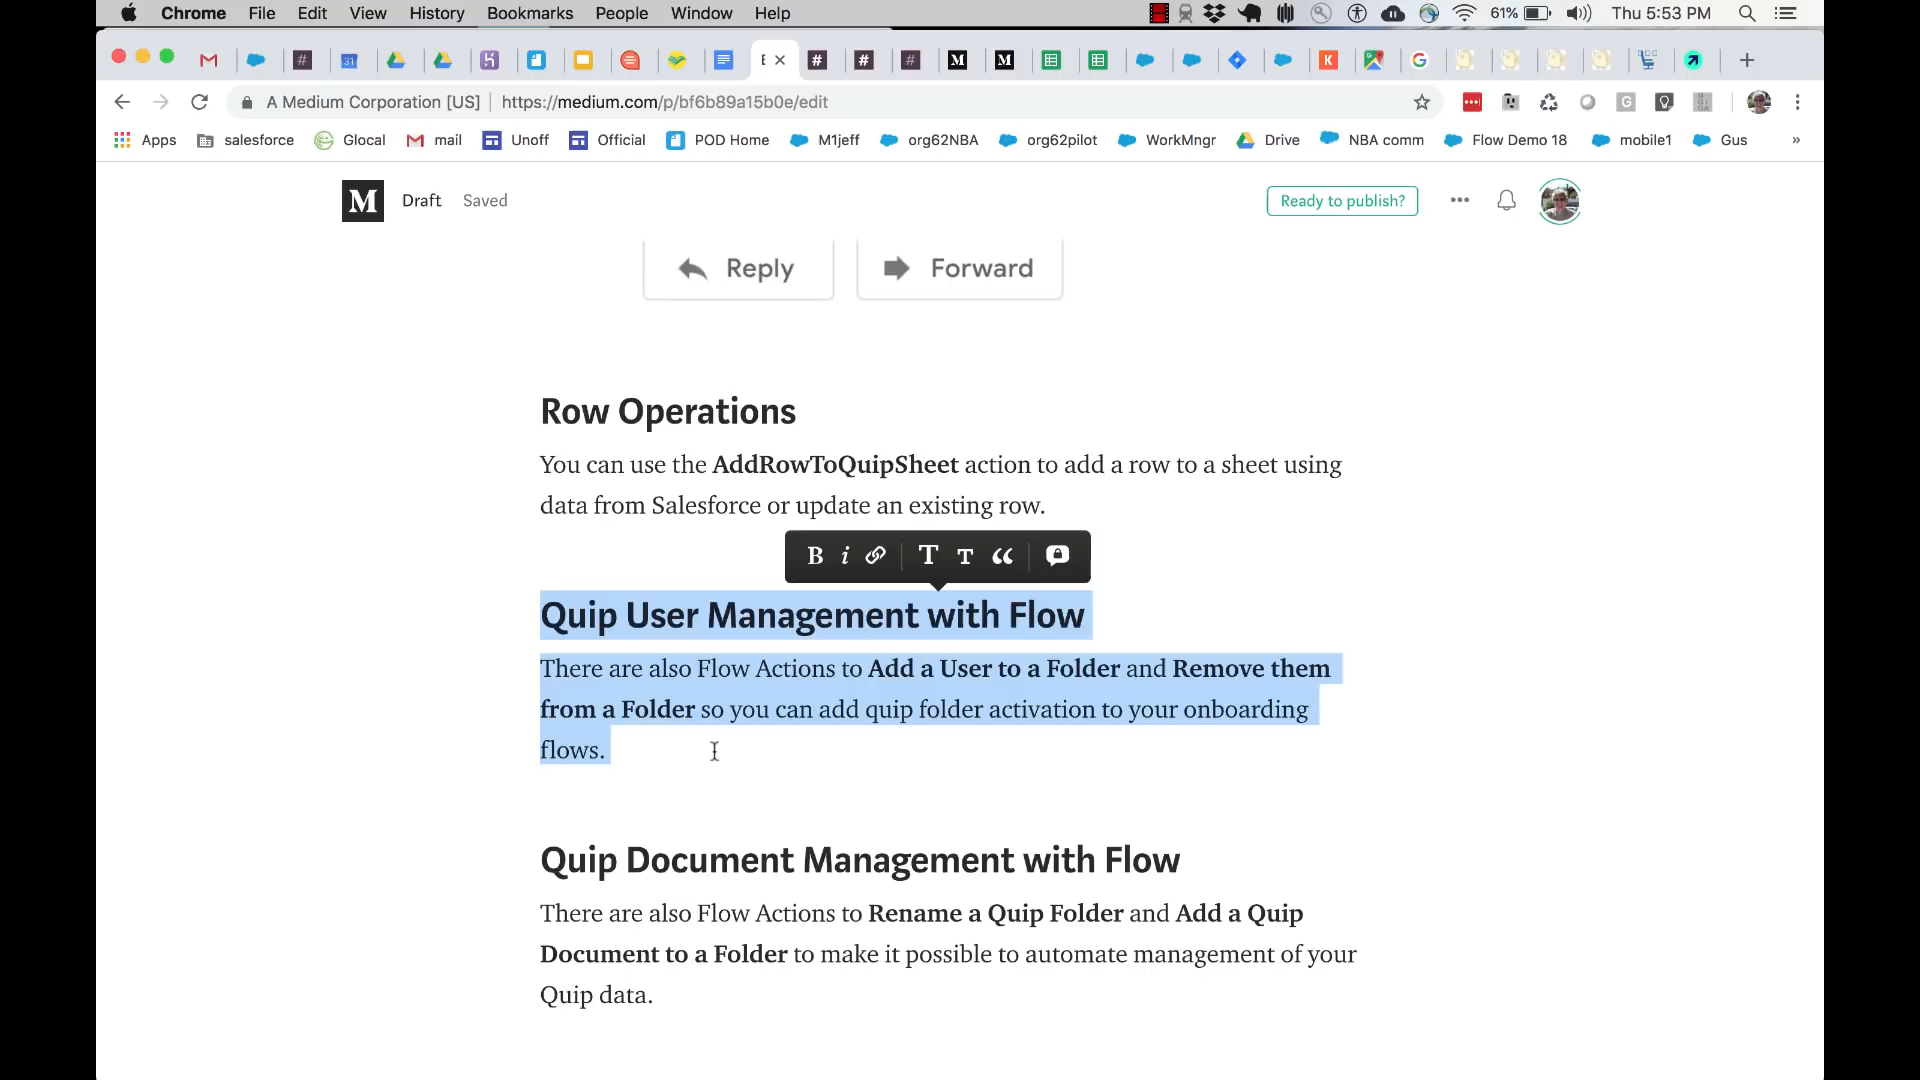 Chrome File Edit View History Bookmarks People Window Help 61% Thu 5:53 PM
A Medium Corporation [US] https://medium.com/p/bf6b89a15b0e/edit
Apps salesforce Glocal mail Unoff Official POD Home M1jeff org62NBA org62pilot WorkMngr Drive NBA comm Flow Demo 18 mobile1 Gus »
M Draft Saved Ready to publish?
Reply Forward
Row Operations
You can use the AddRowToQuipSheet action to add a row to a sheet using
data from Salesforce or update an existing row.
B i T T
Quip User Management with Flow
There are also Flow Actions to Add a User to a Folder and Remove them
from a Folder so you can add quip folder activation to your onboarding
flows.
Quip Document Management with Flow
There are also Flow Actions to Rename a Quip Folder and Add a Quip
Document to a Folder to make it possible to automate management of your
Quip data.